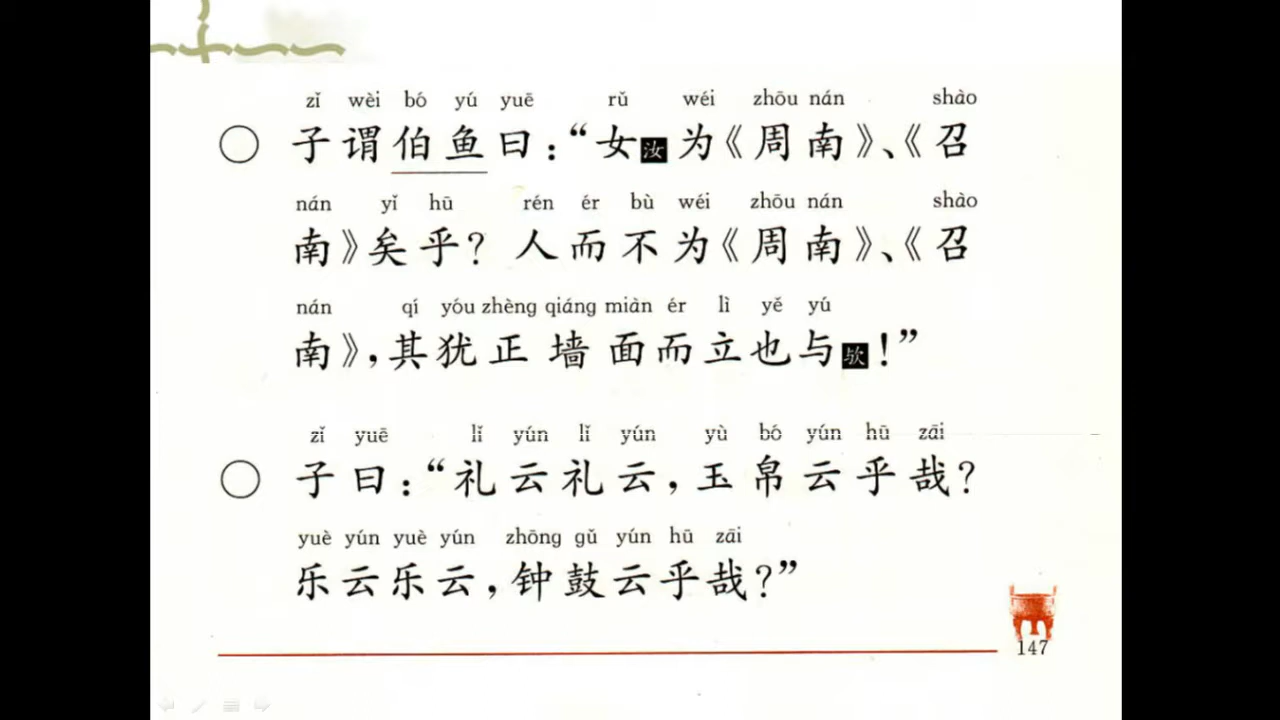 zǐ wèi bó yú yuē rǔ wéi zhōu nán shào
○ 子谓伯鱼曰：“女汝为《周南》、《召
nán yǐ hū rén ér bù wéi zhōu nán shào
南》矣乎？人而不为《周南》、《召
nán qí yóu zhèng qiáng miàn ér lì yě yú
南》，其犹正墙面而立也与欤！”
zǐ yuē lǐ yún lǐ yún yù bó yún hū zāi
○ 子曰：“礼云礼云，玉帛云乎哉？
yuè yún yuè yún zhōng gǔ yún hū zāi
乐云乐云，钟鼓云乎哉？”
147